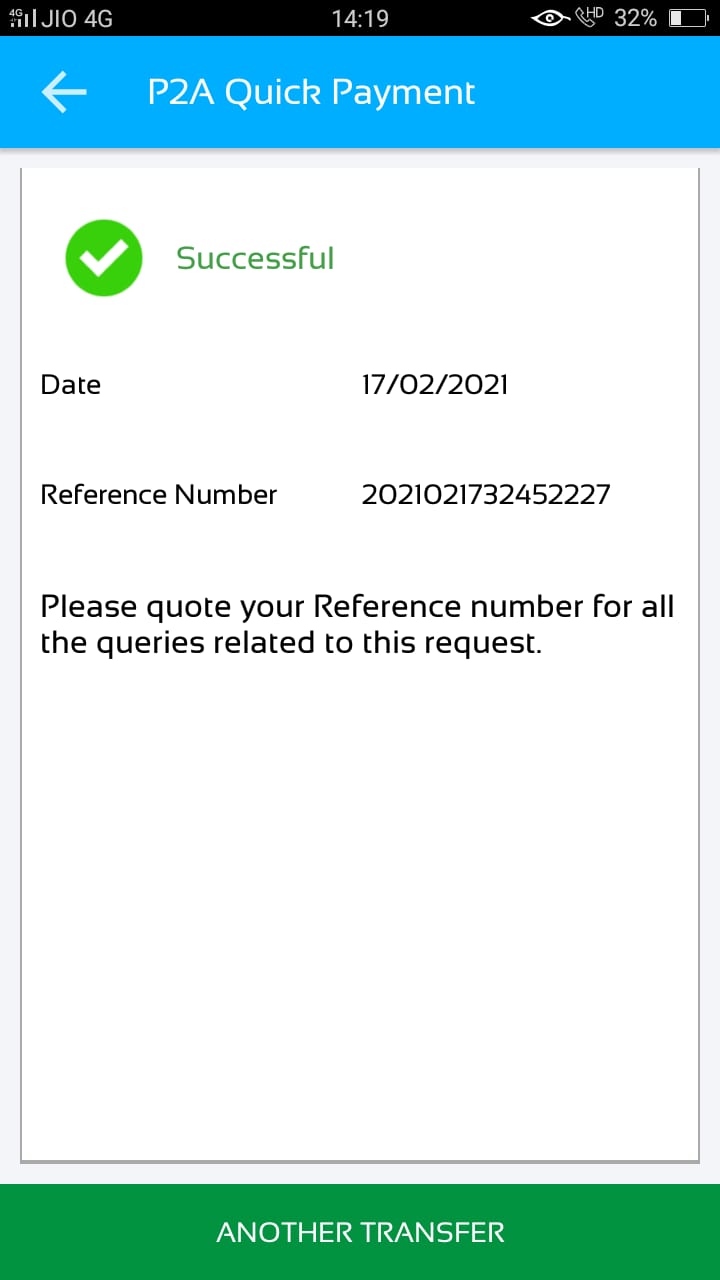 4G JIO 4G 14:19 HD 32%
P2A Quick Payment
Successful
Date 17/02/2021
Reference Number 2021021732452227
Please quote your Reference number for all
the queries related to this request.
ANOTHER TRANSFER